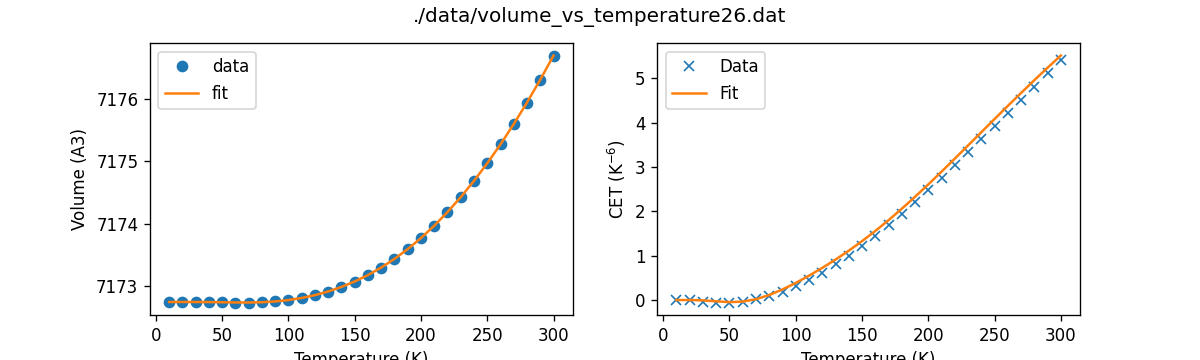 ./data/volume_vs_temperature26.dat
data
fit
7176
7175
7174
7173
Volume (A3)
0 50 100 150 200 250 300
Temperature (K)
Data
Fit
5
4
3
2
1
0
CET (K⁻⁶)
0 50 100 150 200 250 300
Temperature (K)